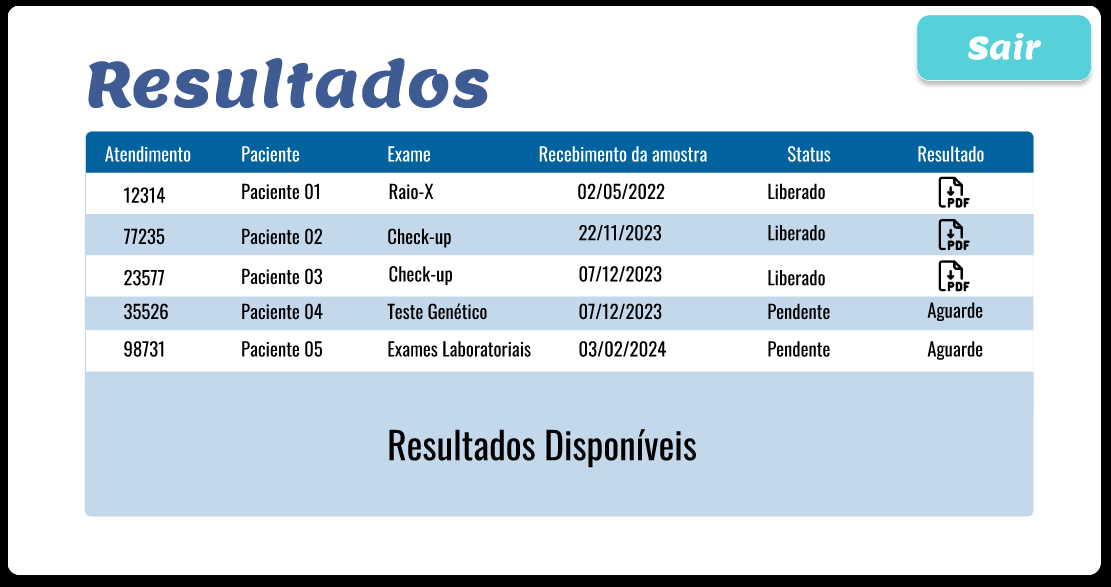 Sair
Resultados
Atendimento Paciente Exame Recebimento da amostra Status Resultado
12314 Paciente 01 Raio-X 02/05/2022 Liberado PDF
77235 Paciente 02 Check-up 22/11/2023 Liberado PDF
23577 Paciente 03 Check-up 07/12/2023 Liberado PDF
35526 Paciente 04 Teste Genético 07/12/2023 Pendente Aguarde
98731 Paciente 05 Exames Laboratoriais 03/02/2024 Pendente Aguarde
Resultados Disponíveis